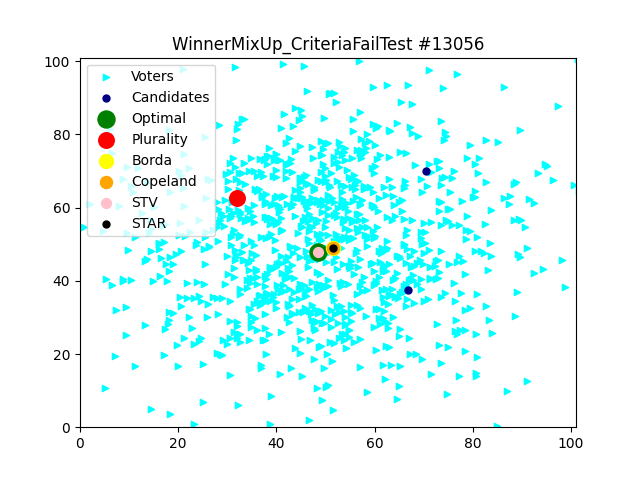 WinnerMixUp_CriteriaFailTest #13056
100
80
60
40
20
0
0
20
40
60
80
100
Voters
Candidates
Optimal
Plurality
Borda
Copeland
STV
STAR